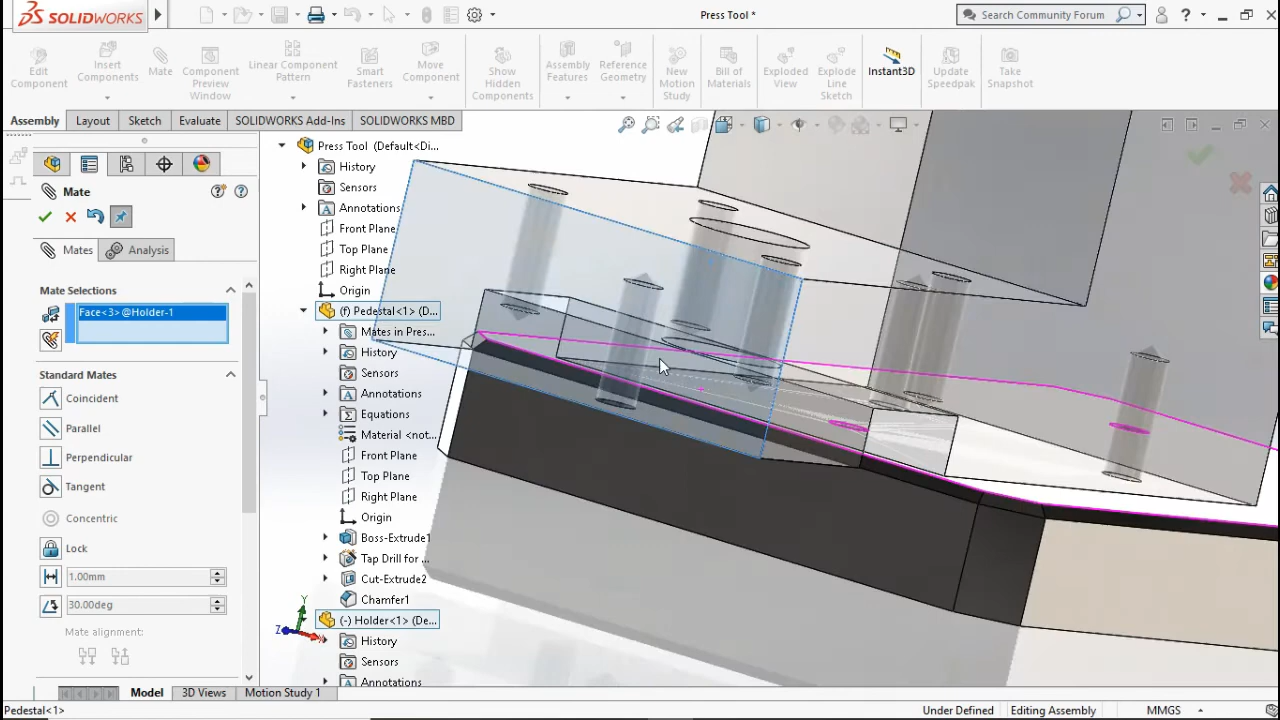 SOLIDWORKS
Press Tool *
Search Community Forum
?
Edit
Component
Insert
Components
Mate
Component
Preview
Window
Linear Component
Pattern
Smart
Fasteners
Move
Component
Show
Hidden
Components
Assembly
Features
Reference
Geometry
New
Motion
Study
Bill of
Materials
Exploded
View
Explode
Line
Sketch
Instant3D
Update
Speedpak
Take
Snapshot
Assembly
Layout
Sketch
Evaluate
SOLIDWORKS Add-Ins
SOLIDWORKS MBD
Mate
Mates
Analysis
Mate Selections
Face<3>@Holder-1
Standard Mates
Coincident
Parallel
Perpendicular
Tangent
Concentric
Lock
1.00mm
30.00deg
Mate alignment:
Press Tool (Default<Di...
History
Sensors
Annotations
Front Plane
Top Plane
Right Plane
Origin
(f) Pedestal<1> (D...
Mates in Pres...
History
Sensors
Annotations
Equations
Material <not...
Front Plane
Top Plane
Right Plane
Origin
Boss-Extrude1
Tap Drill for ...
Cut-Extrude2
Chamfer1
(-) Holder<1> (De...
History
Sensors
Annotations
Y
Z
Model
3D Views
Motion Study 1
Pedestal<1>
Under Defined
Editing Assembly
MMGS